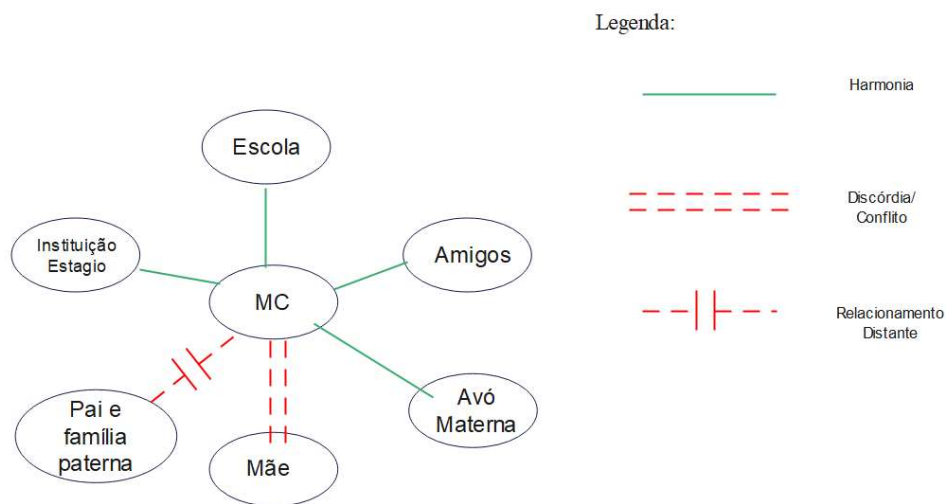 Legenda:
Harmonia
Discórdia/
Conflito
Relacionamento
Distante
Escola
Instituição
Estagio
Amigos
MC
Pai e
família
paterna
Mãe
Avó
Materna